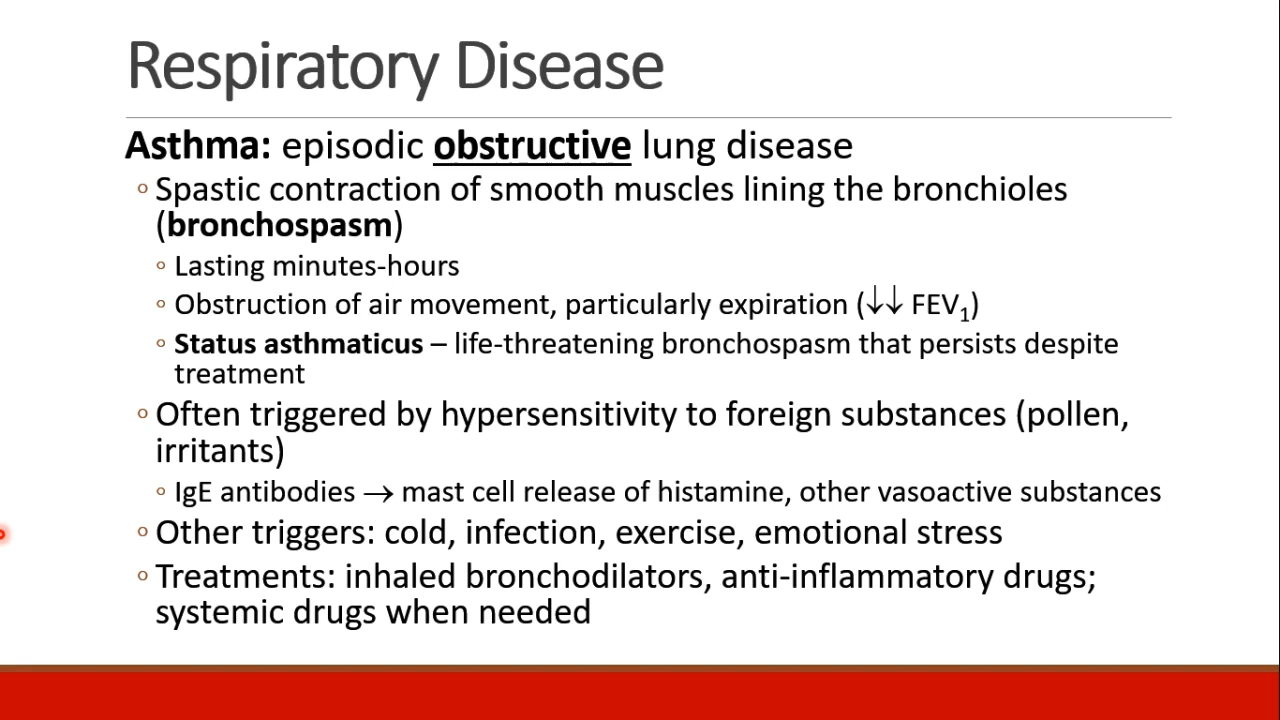 Respiratory Disease
Asthma: episodic obstructive lung disease
◦ Spastic contraction of smooth muscles lining the bronchioles
(bronchospasm)
◦ Lasting minutes-hours
◦ Obstruction of air movement, particularly expiration (↓↓ FEV₁)
◦ Status asthmaticus – life-threatening bronchospasm that persists despite
treatment
◦ Often triggered by hypersensitivity to foreign substances (pollen,
irritants)
◦ IgE antibodies → mast cell release of histamine, other vasoactive substances
◦ Other triggers: cold, infection, exercise, emotional stress
◦ Treatments: inhaled bronchodilators, anti-inflammatory drugs;
systemic drugs when needed